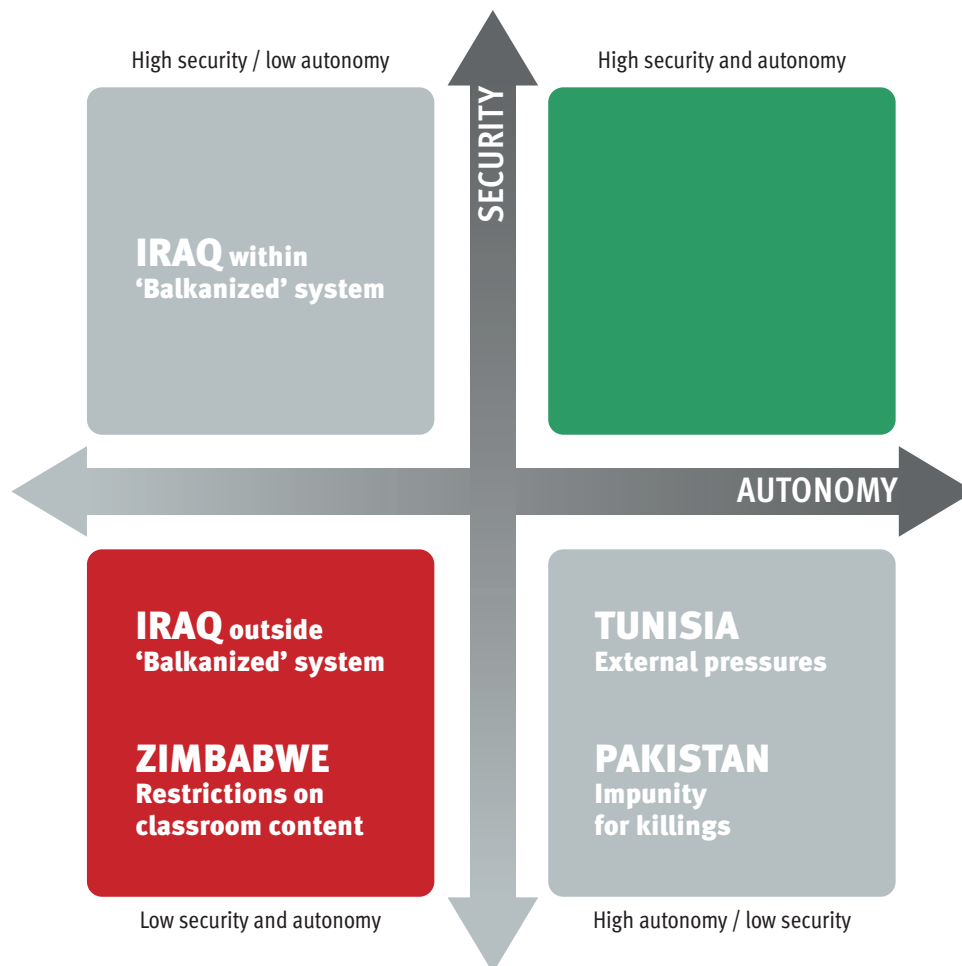 High security / low autonomy
High security and autonomy
SECURITY
IRAQ within
‘Balkanized’ system
AUTONOMY
IRAQ outside
‘Balkanized’ system
ZIMBABWE
Restrictions on
classroom content
TUNISIA
External pressures
PAKISTAN
Impunity
for killings
Low security and autonomy
High autonomy / low security